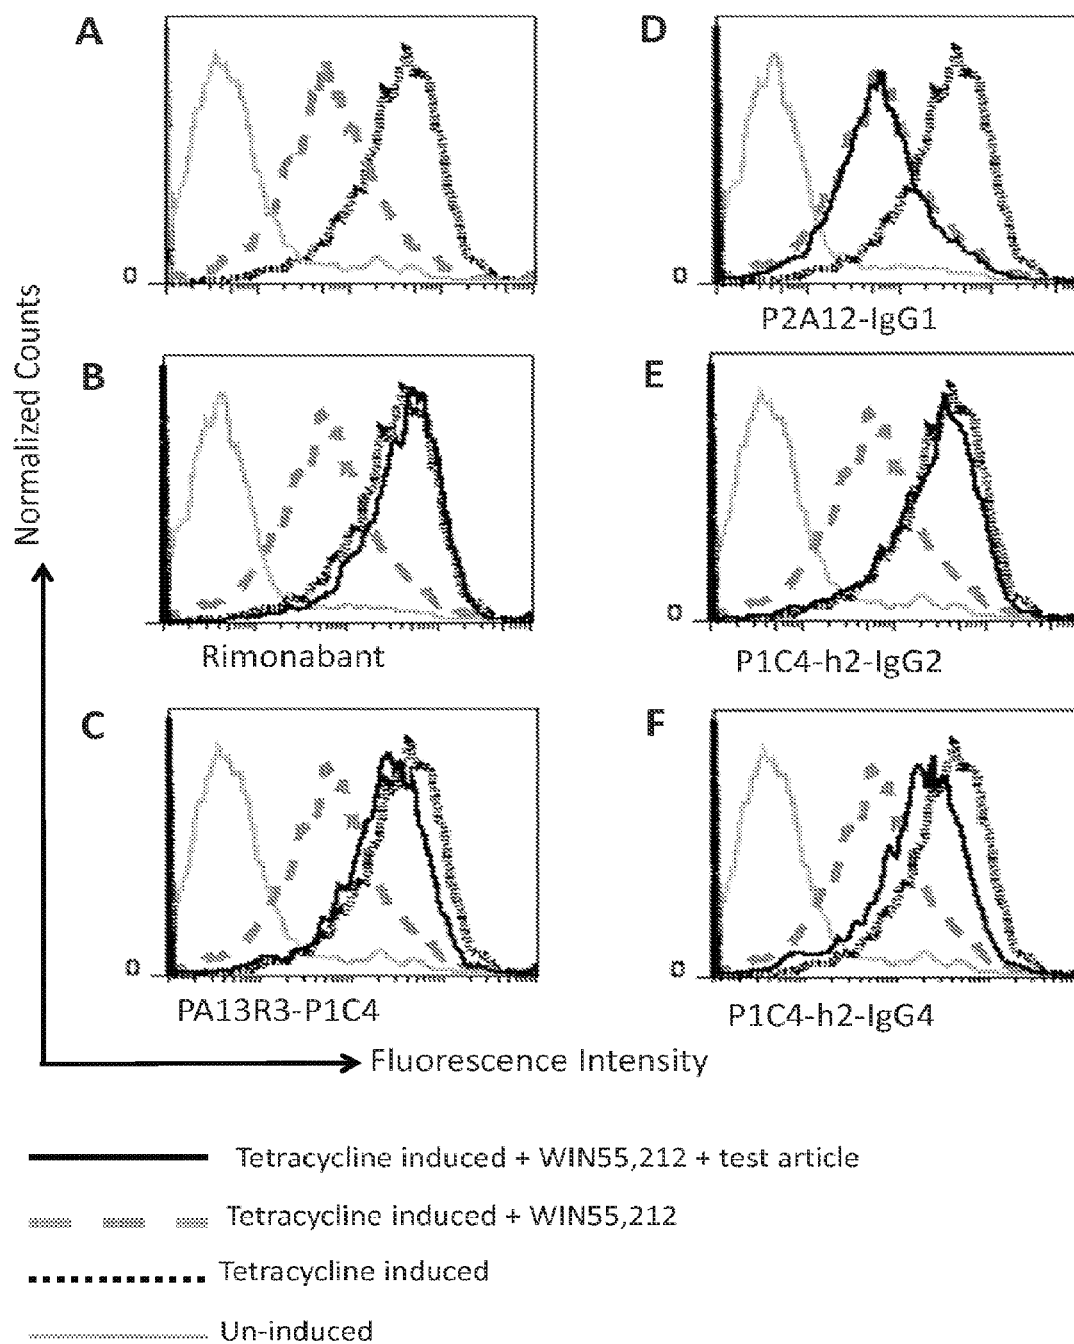 A
0
D
0
P2A12-IgG1
Normalized Counts
B
0
Rimonabant
E
0
P1C4-h2-IgG2
C
0
PA13R3-P1C4
F
0
P1C4-h2-IgG4
Fluorescence Intensity
Tetracycline induced + WIN55,212 + test article
Tetracycline induced + WIN55,212
Tetracycline induced
Un-induced